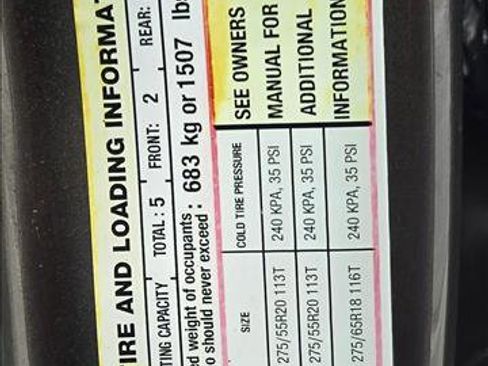 TIRE AND LOADING INFORMAT
TING CAPACITY TOTAL: 5 FRONT: 2 REAR:
ed weight of occupants
o should never exceed : 683 kg or 1507 lbs
SIZE COLD TIRE PRESSURE SEE OWNERS
275/55R20 113T 240 KPA, 35 PSI MANUAL FOR
275/55R20 113T 240 KPA, 35 PSI ADDITIONAL
275/65R18 116T 240 KPA, 35 PSI INFORMATION